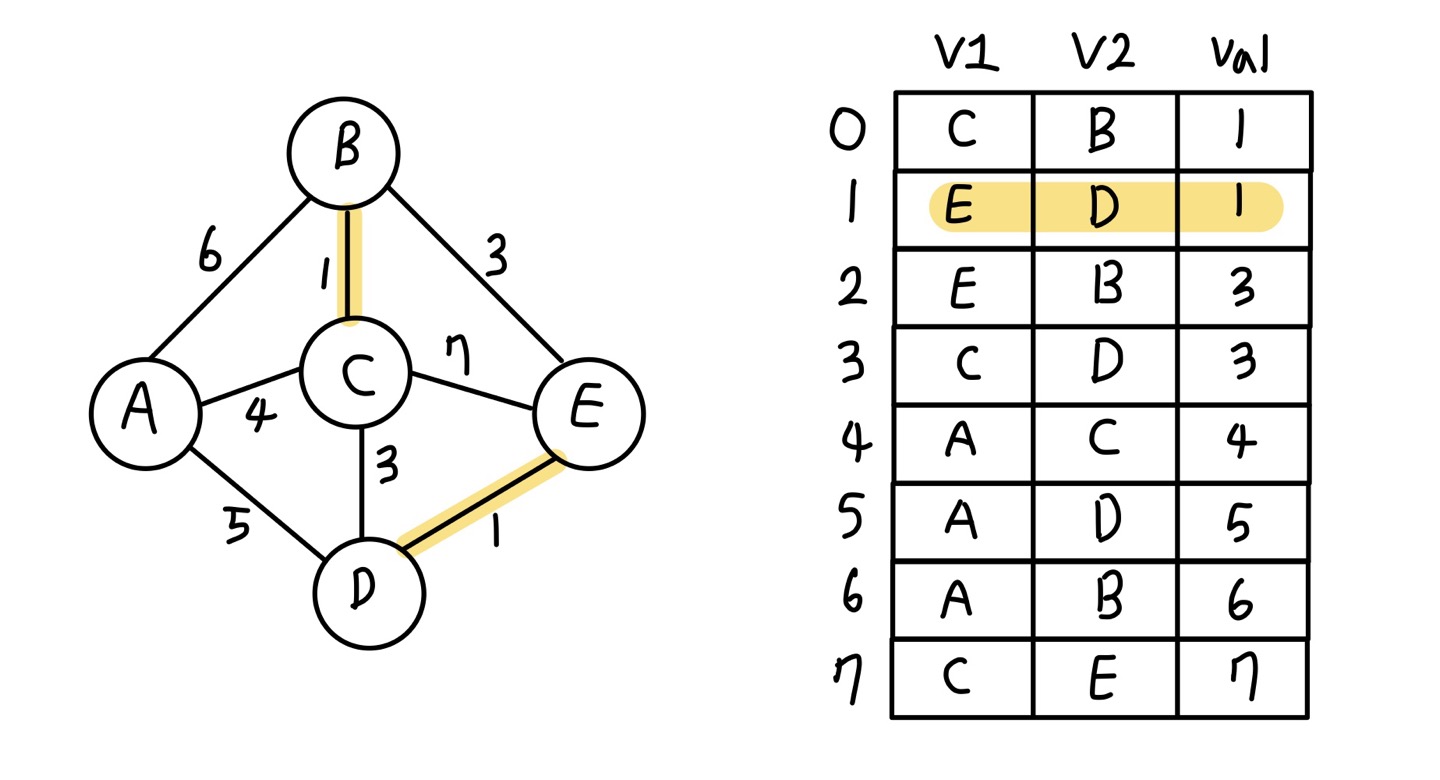 B
6
1
3
A
4
C
7
E
5
3
1
D
V1 V2 Val
0 C B 1
1 E D 1
2 E B 3
3 C D 3
4 A C 4
5 A D 5
6 A B 6
7 C E 7